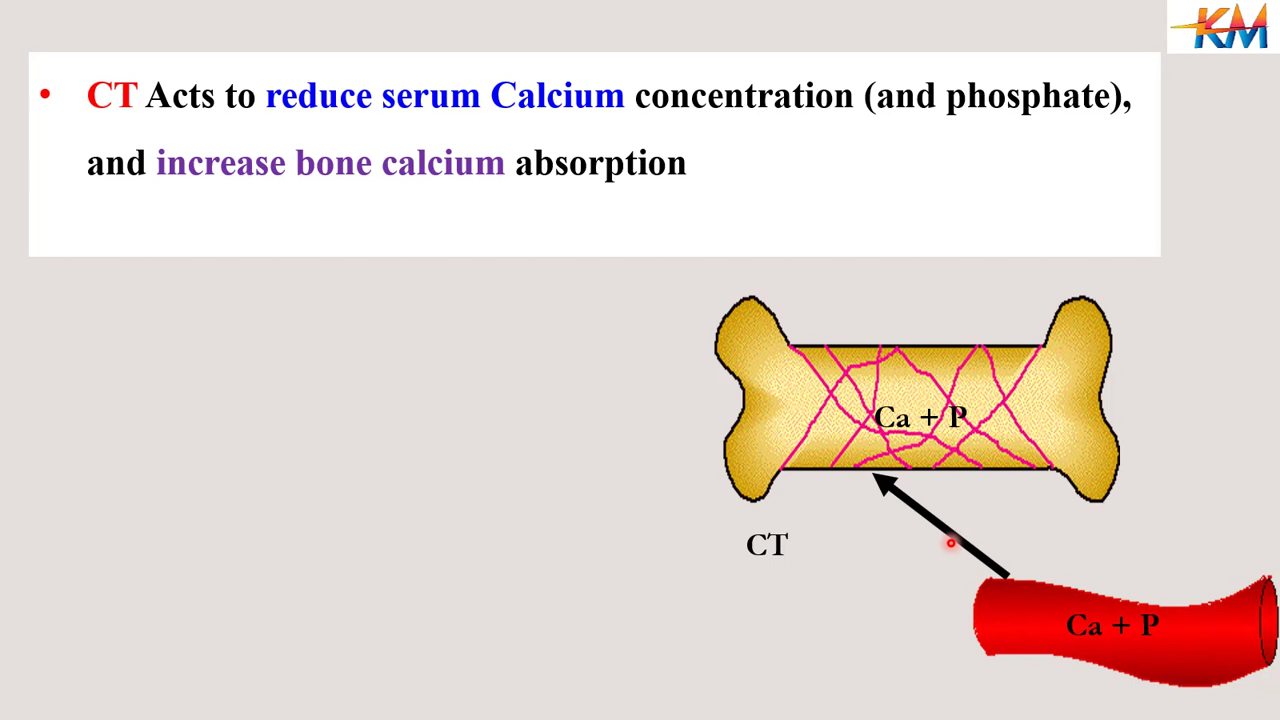 KM
• CT Acts to reduce serum Calcium concentration (and phosphate),
and increase bone calcium absorption
Ca + P
CT
Ca + P